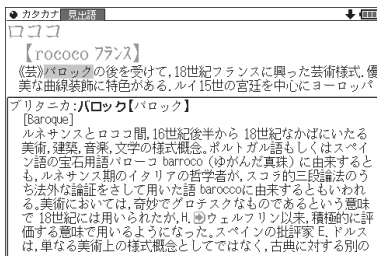 カタカナ 見出語
ロココ
【rococo フランス】
《芸》バロックの後を受けて, 18世紀フランスに興った芸術様式. 優
美な曲線装飾に特色がある. ルイ15世の宮廷を中心にヨーロッパ
ブリタニカ:バロック【バロック】
[Baroque]
ルネサンスとロココ間, 16世紀後半から 18世紀なかばにいたる
美術, 建築, 音楽, 文学の様式概念。ポルトガル語もしくはスペイ
ン語の宝石用語バローコ barroco (ゆがんだ真珠) に由来すると
も, ルネサンス期のイタリアの哲学者が, スコラ的三段論法のう
ち法外な論証をさして用いた語 baroccoに由来するともいわれ
る。美術においては, 奇妙でグロテスクなものであるという意味
で 18世紀には用いられたが, H. ウェルフリン以来, 積極的に評
価する意味で用いるようになった。スペインの批評家 E. ドルス
は, 単なる美術上の様式概念としてではなく, 古典に対する別の